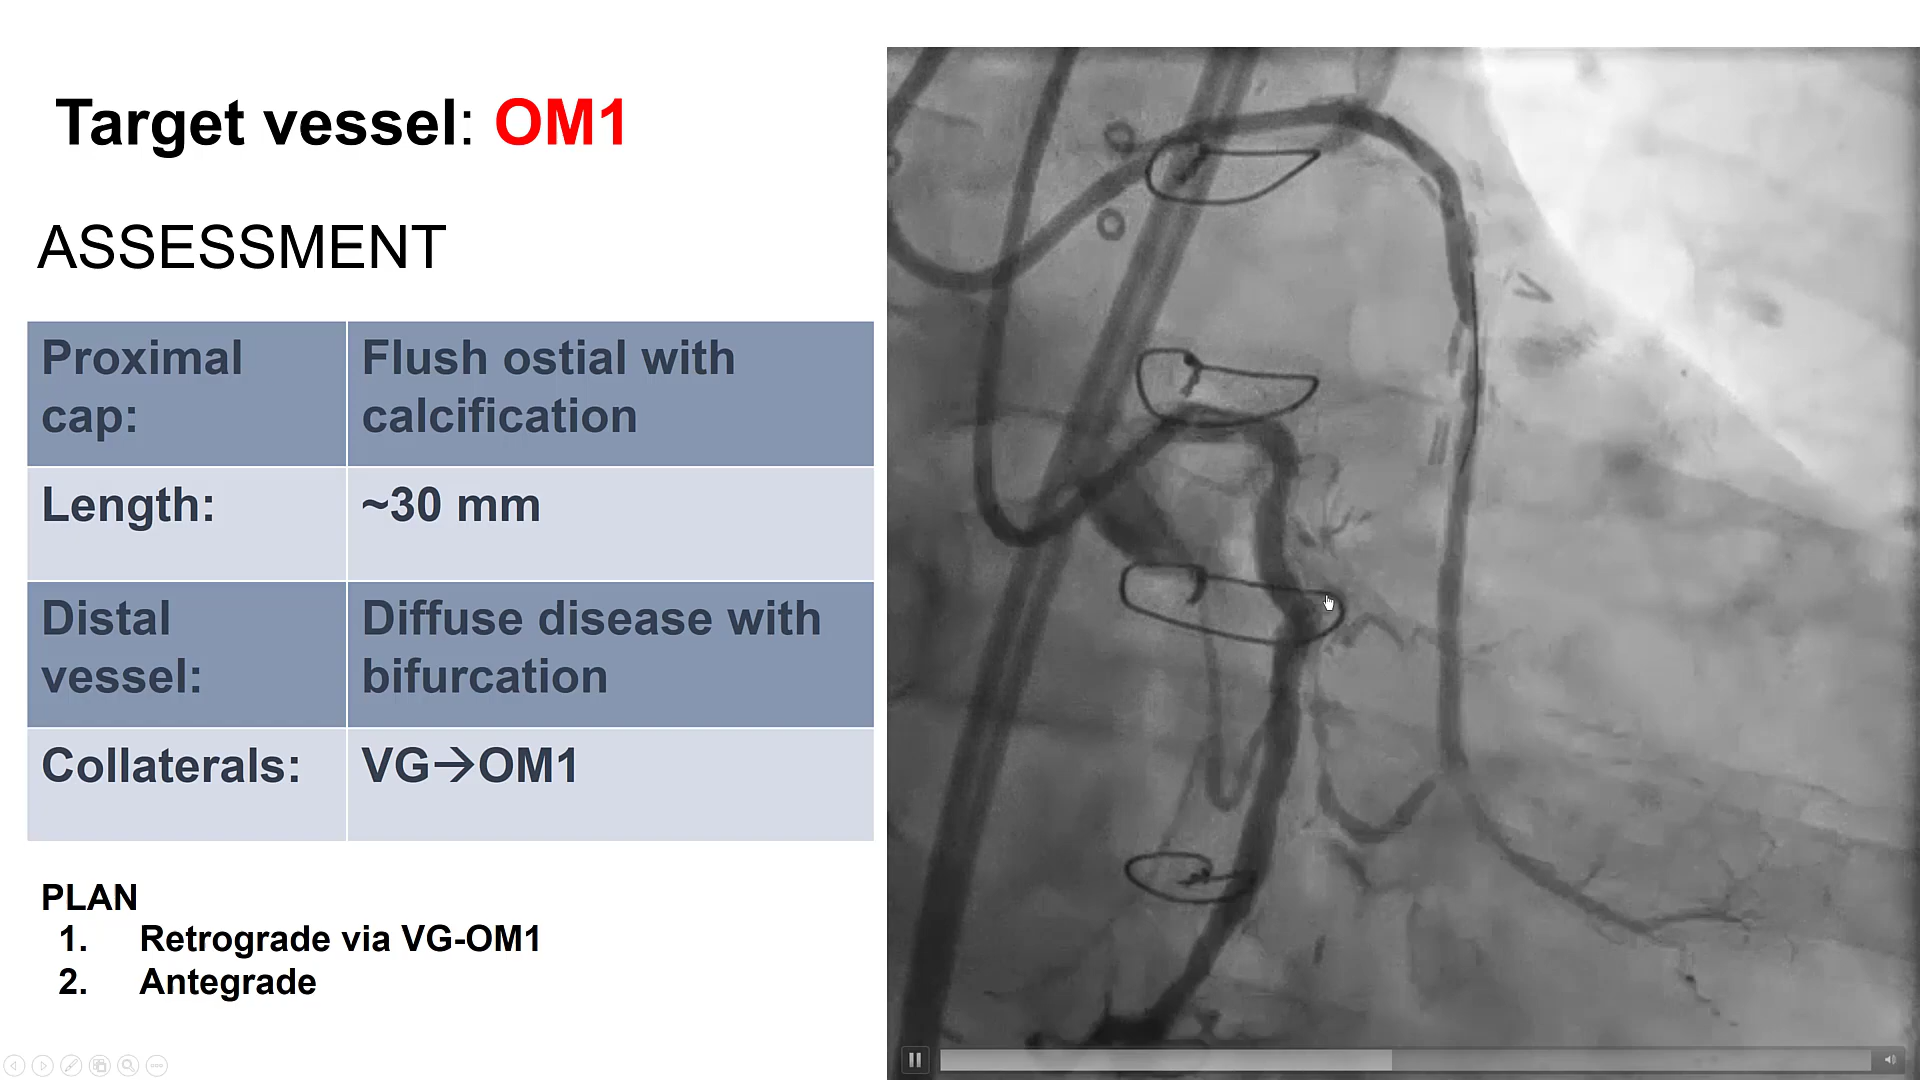 Target vessel: OM1
ASSESSMENT
Proximal cap:
Flush ostial with calcification
Length:
~30 mm
Distal vessel:
Diffuse disease with bifurcation
Collaterals:
VG→OM1
PLAN
1. Retrograde via VG-OM1
2. Antegrade